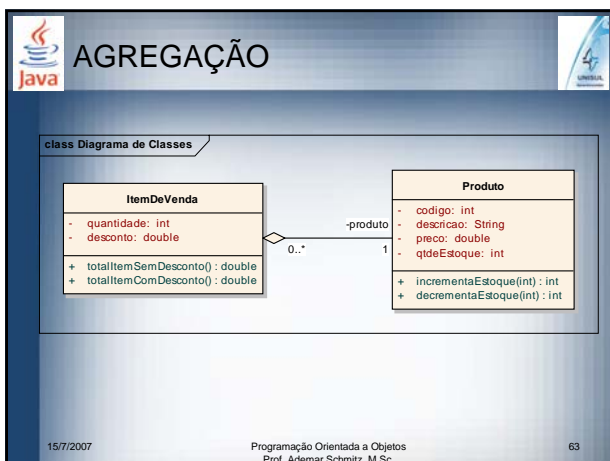 Java
AGREGAÇÃO
UNISUL
class Diagrama de Classes
ItemDeVenda
- quantidade: int
- desconto: double
+ totalItemSemDesconto() : double
+ totalItemComDesconto() : double
0..*
-produto
1
Produto
- codigo: int
- descricao: String
- preco: double
- qtdeEstoque: int
+ incrementaEstoque(int) : int
+ decrementaEstoque(int) : int
15/7/2007
Programação Orientada a Objetos
Prof. Ademar Schmitz, M.Sc.
63